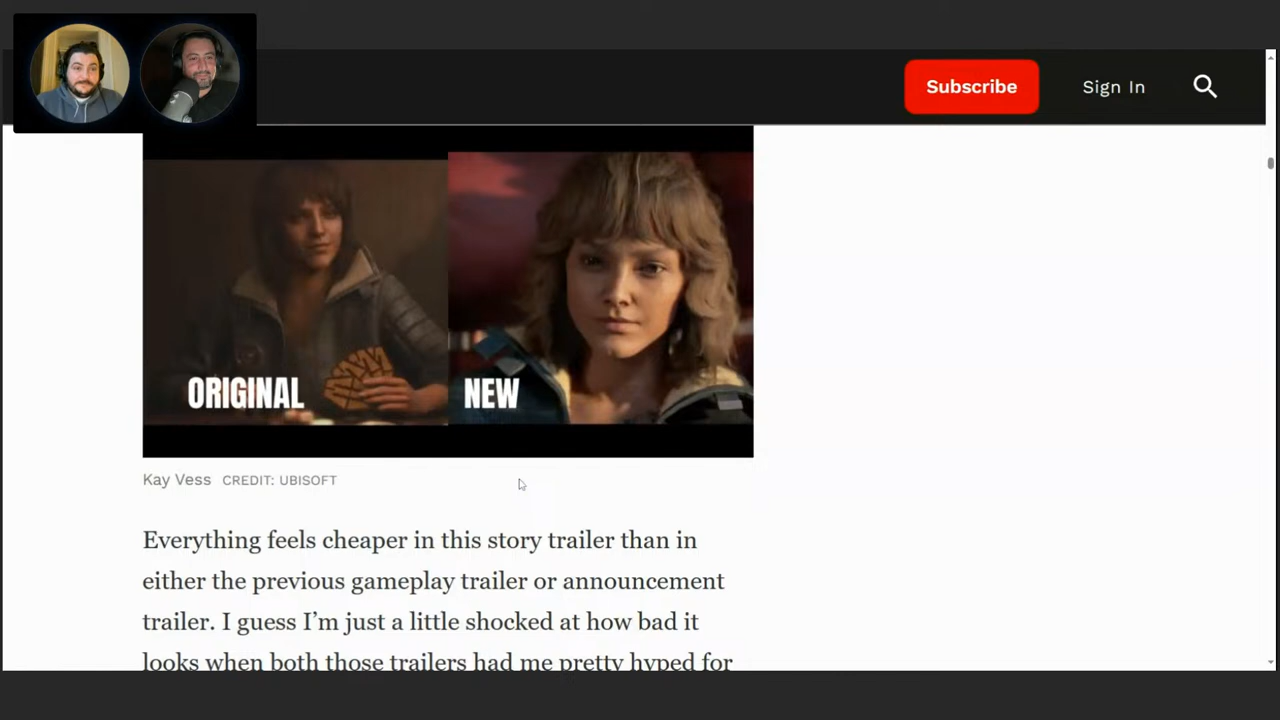 Subscribe
Sign In
ORIGINAL
NEW
Kay Vess CREDIT: UBISOFT
Everything feels cheaper in this story trailer than in
either the previous gameplay trailer or announcement
trailer. I guess I’m just a little shocked at how bad it
looks when both those trailers had me pretty hyped for